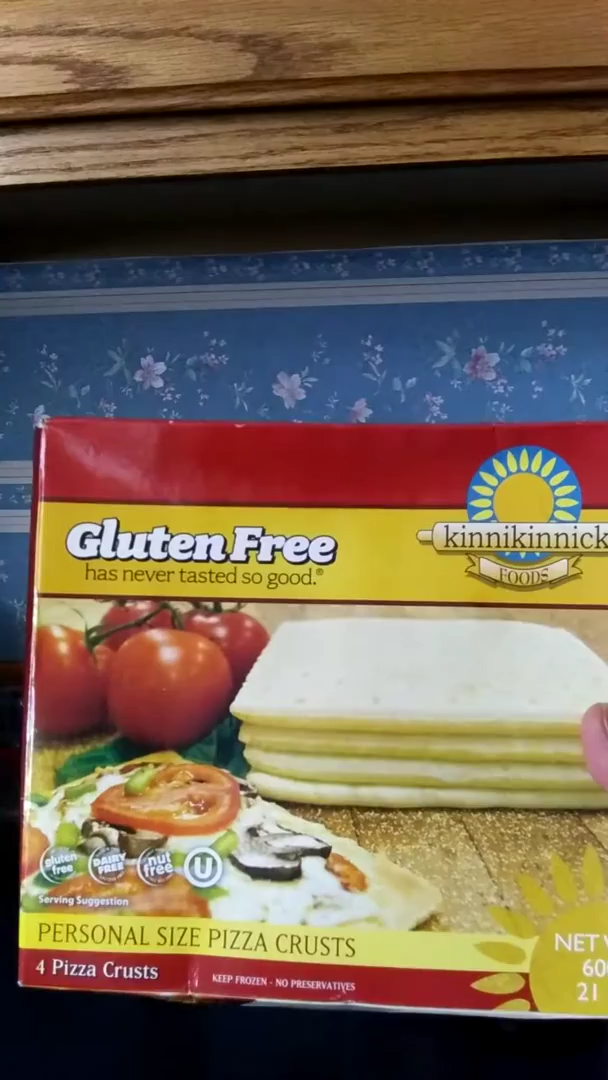 Gluten Free
has never tasted so good.®
kinnikinnick
FOODS
gluten free
DAIRY FREE
nut free
U
Serving Suggestion
PERSONAL SIZE PIZZA CRUSTS
4 Pizza Crusts
KEEP FROZEN - NO PRESERVATIVES
NET
21